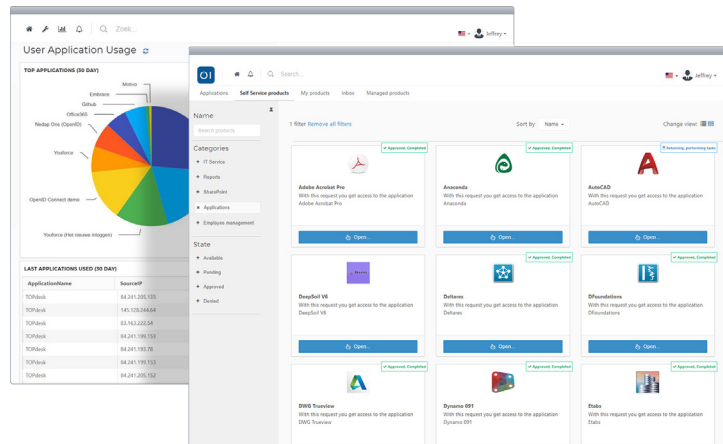 Zoek...
Jeffrey
User Application Usage
TOP APPLICATIONS (30 DAY)
Motivo
Embrace
Github
Office365
Nedap Ons (OpenID)
Youforce
OpenID Connect demo
Youforce (Het nieuwe inloggen)
LAST APPLICATIONS USED (30 DAY)
ApplicationName SourceIP
TOPdesk 84.241.205.135
TOPdesk 145.128.244.64
TOPdesk 83.163.223.54
TOPdesk 84.241.199.156
TOPdesk 84.241.193.78
TOPdesk 84.241.199.153
TOPdesk 84.241.205.152
OI
Search...
Jeffrey
Applications Self Service products My products Inbox Managed products
Name
Search products
Categories
+ IT Service
+ Reports
+ SharePoint
x Applications
+ Employee management
State
+ Available
+ Pending
+ Approved
+ Denied
1 filter Remove all filters
Sort by Name
Change view:
Approved, Completed
Adobe Acrobat Pro
With this request you get access to the application
Adobe Acrobat Pro
Open...
Approved, Completed
Anaconda
With this request you get access to the application
Anaconda
Open...
Returning, performing tasks
AutoCAD
With this request you get access to the application
AutoCAD
Open...
DeepSoil V6
With this request you get access to the application
DeepSoil V6
Open...
Approved, Completed
Deltares
With this request you get access to the application
Deltares
Open...
Approved, Completed
DFoundations
With this request you get access to the application
DFoundations
Open...
Approved, Completed
DWG Trueview
With this request you get access to the application
DWG Trueview
Approved, Completed
Dynamo 091
With this request you get access to the application
Dynamo 091
Approved, Completed
Etabs
With this request you get access to the application
Etabs